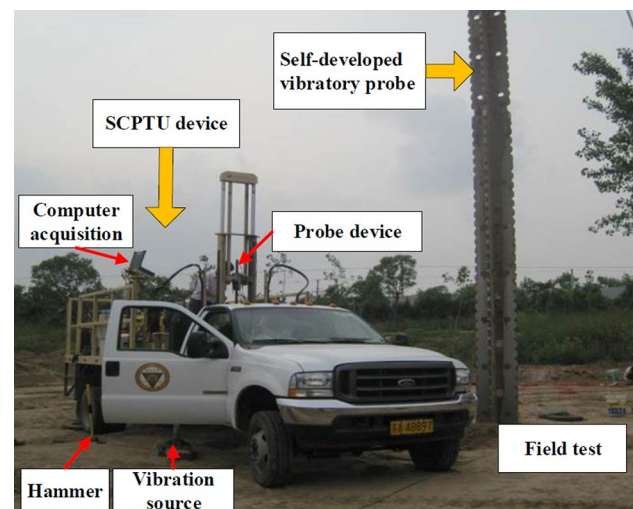 Self-developed
vibratory probe
SCPTU device
Computer
acquisition
Probe device
Field test
Hammer
Vibration
source